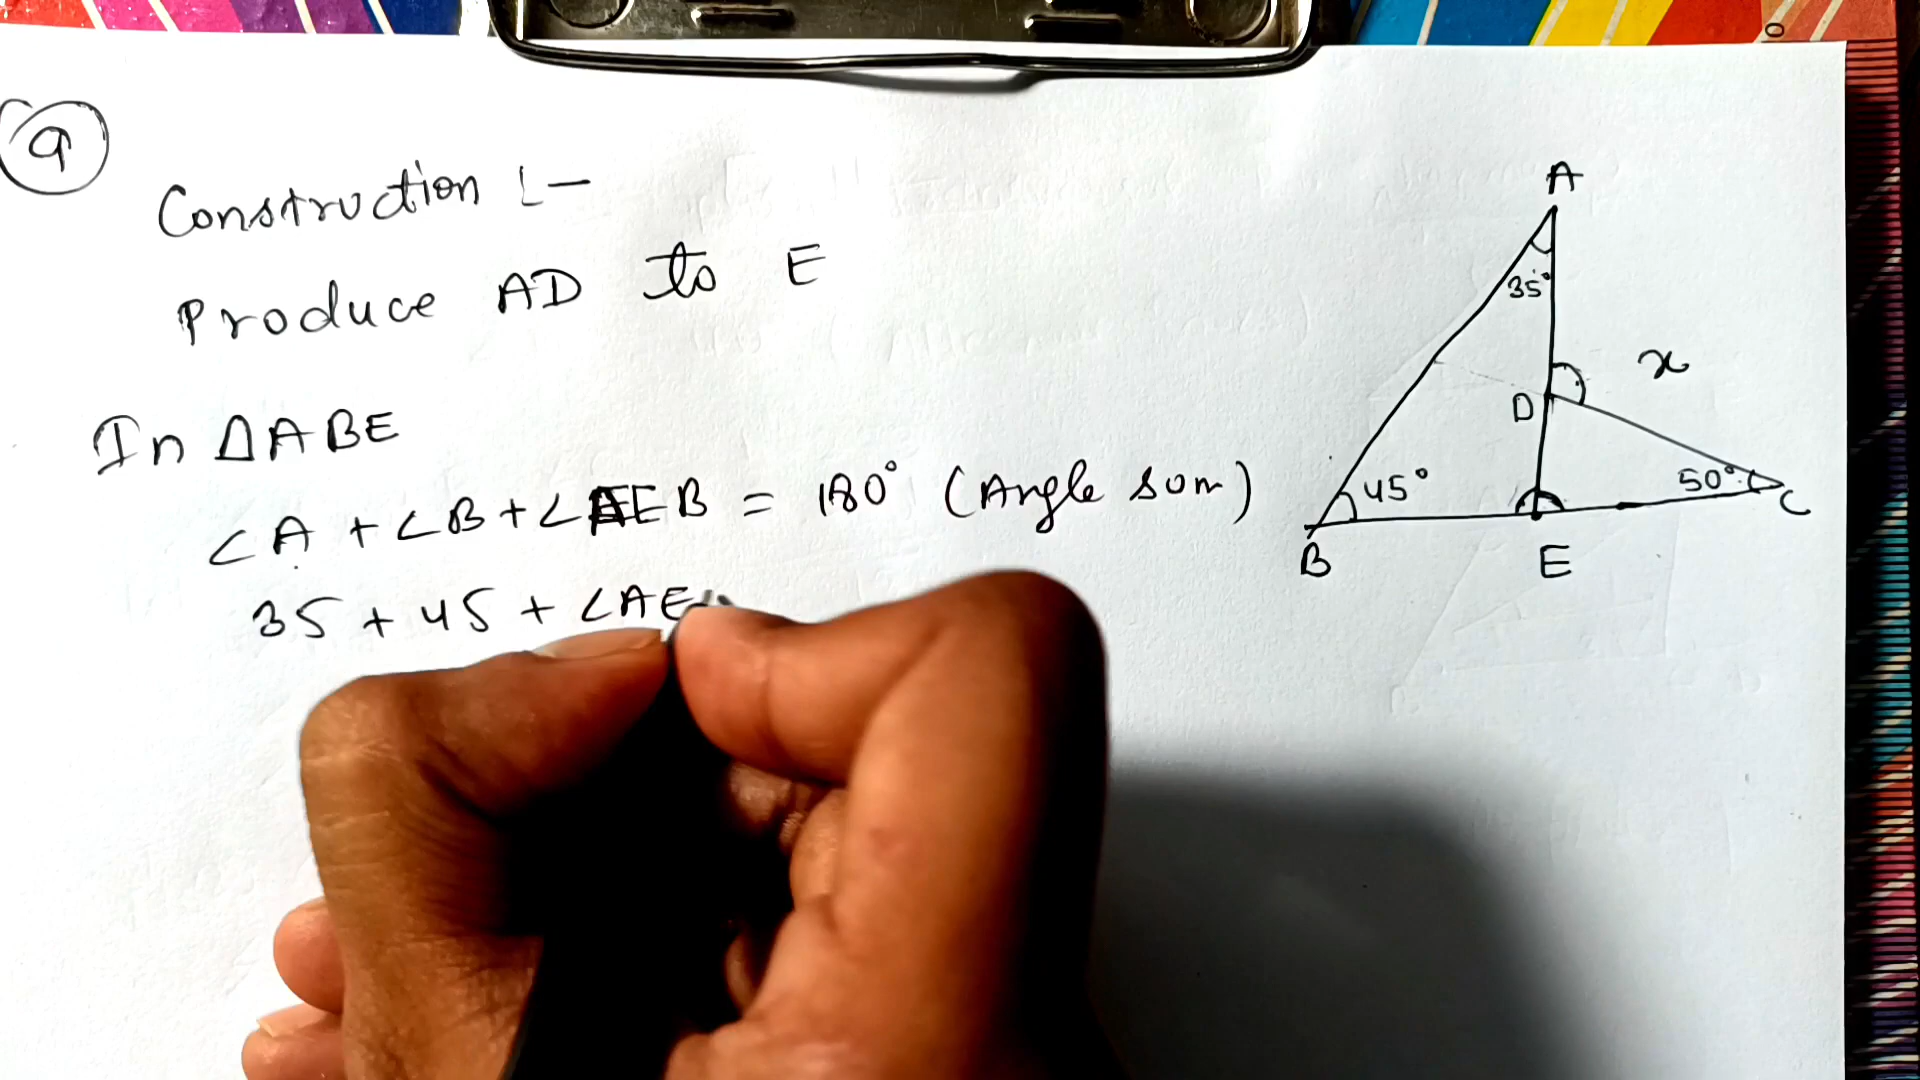 9
Construction :-
Produce AD to E
In ΔABE
∠A + ∠B + ∠AEB = 180° (Angle sum)
35 + 45 + ∠AE
A
35°
x
D
45°
50°
C
B
E